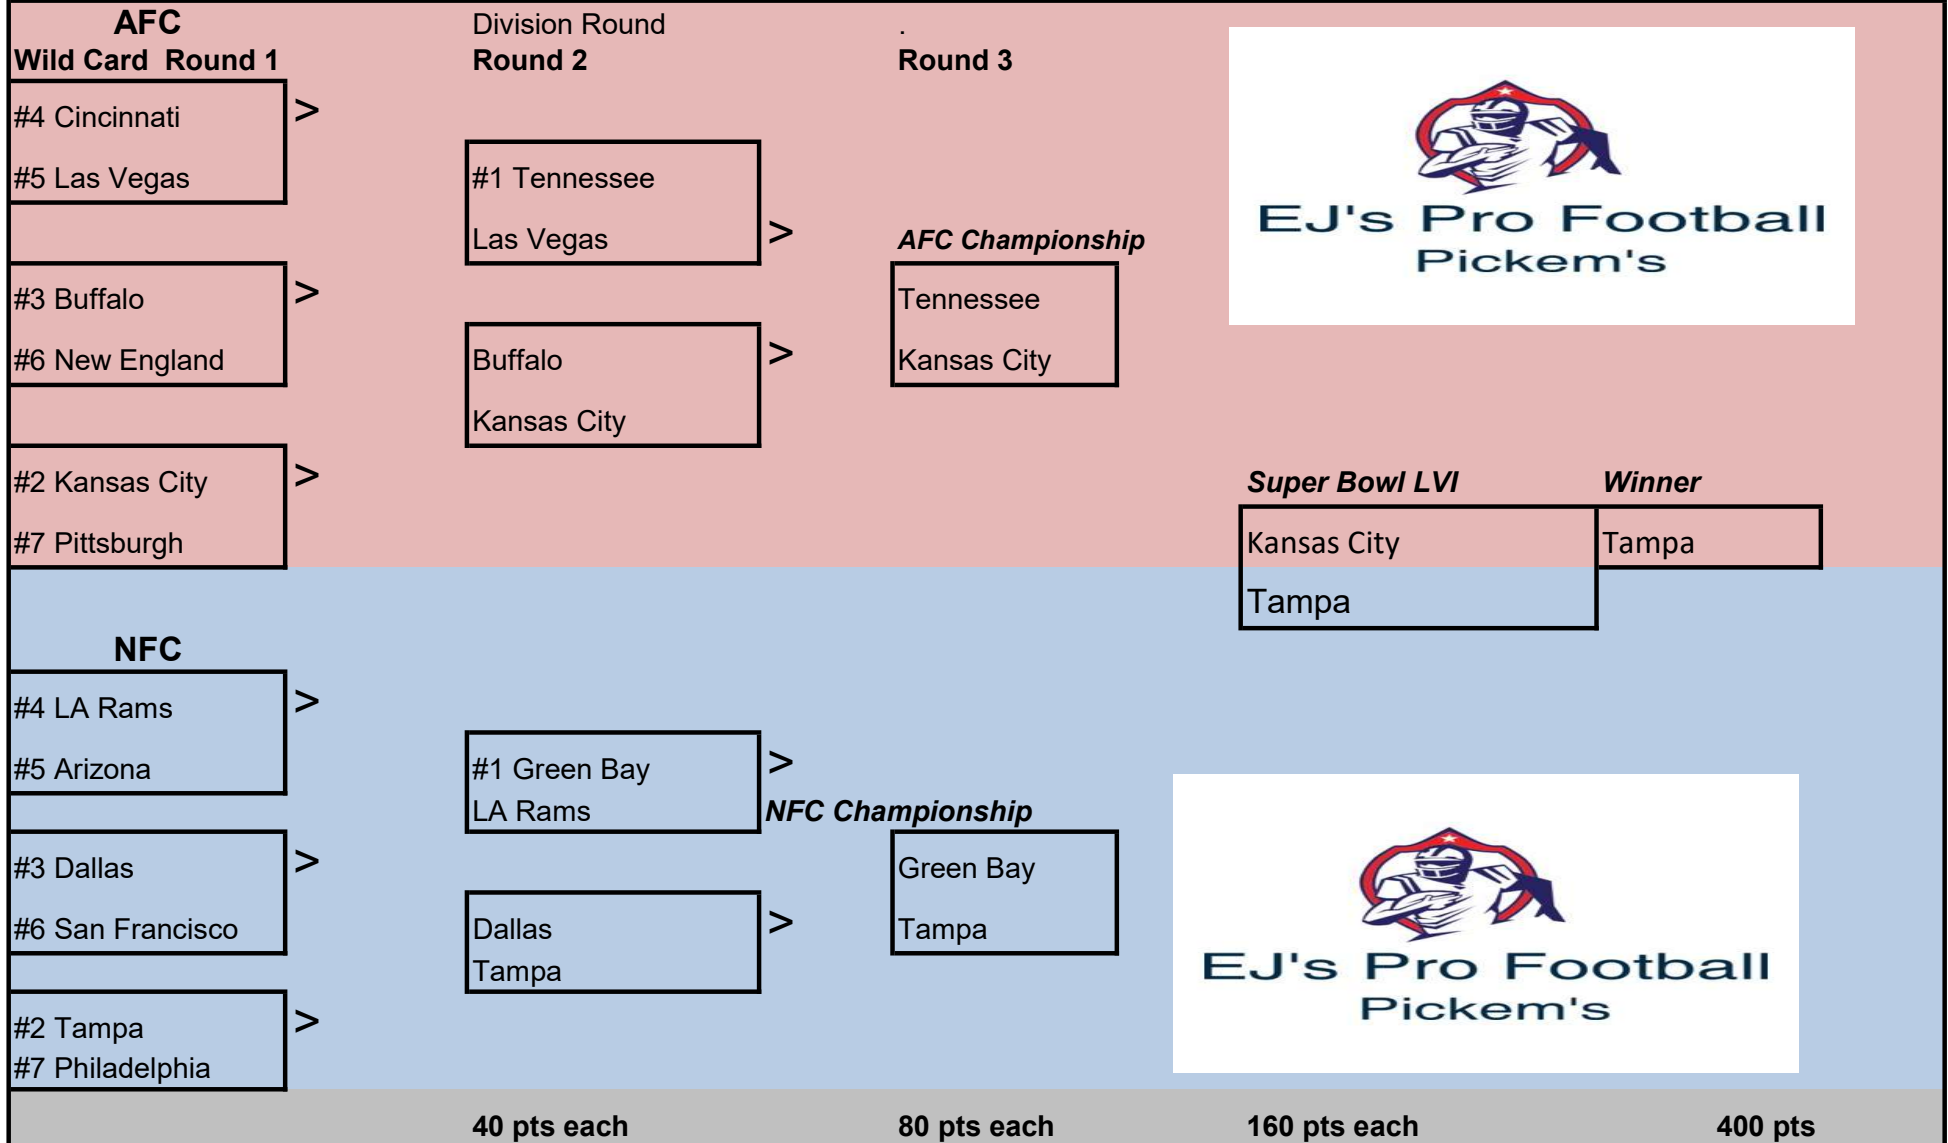 AFC Division Round .
Wild Card Round 1 Round 2 Round 3
#4 Cincinnati >
#5 Las Vegas #1 Tennessee
Las Vegas > AFC Championship
#3 Buffalo > Tennessee
#6 New England Buffalo > Kansas City
Kansas City
#2 Kansas City > Super Bowl LVI Winner
#7 Pittsburgh Kansas City Tampa
Tampa
EJ's Pro Football
Pickem's
NFC
#4 LA Rams >
#5 Arizona #1 Green Bay >
LA Rams NFC Championship
#3 Dallas > Green Bay
#6 San Francisco Dallas > Tampa
Tampa
#2 Tampa >
#7 Philadelphia
EJ's Pro Football
Pickem's
40 pts each 80 pts each 160 pts each 400 pts